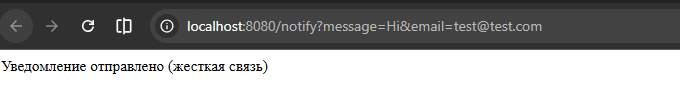 localhost:8080/notify?message=Hi&email=test@test.com
Уведомление отправлено (жесткая связь)